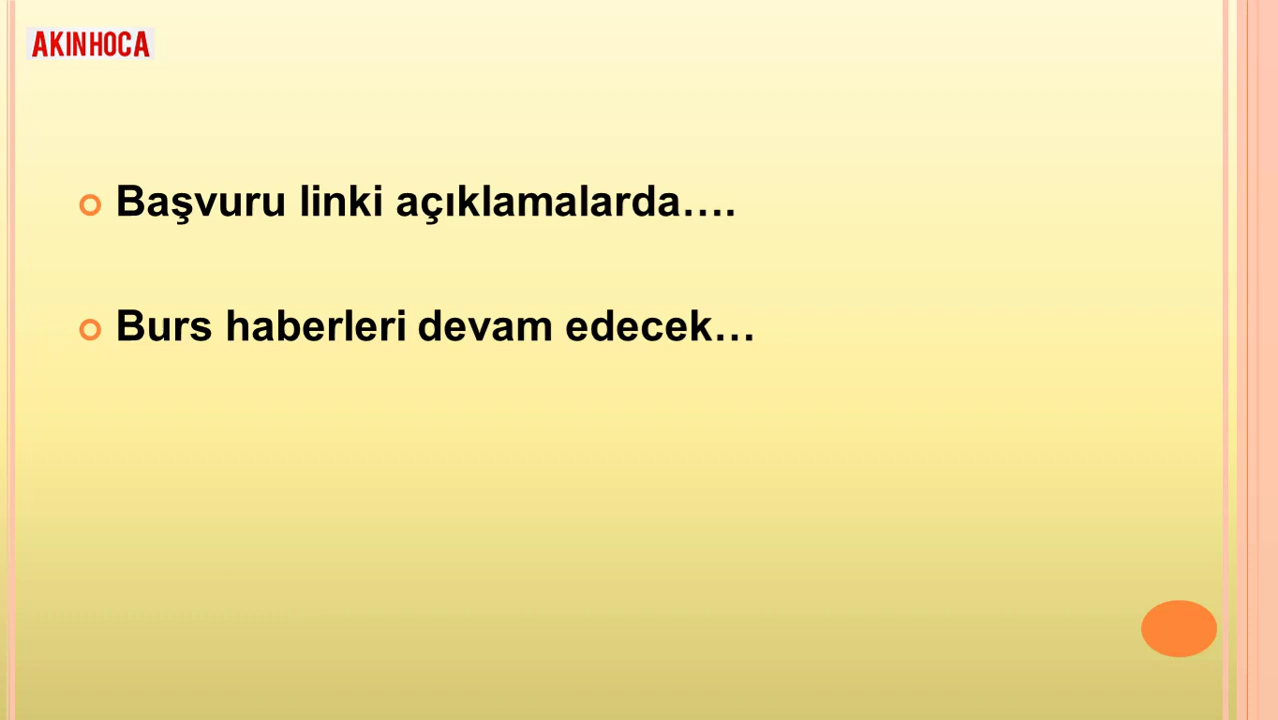 AKINHOCA
Başvuru linki açıklamalarda….
Burs haberleri devam edecek…